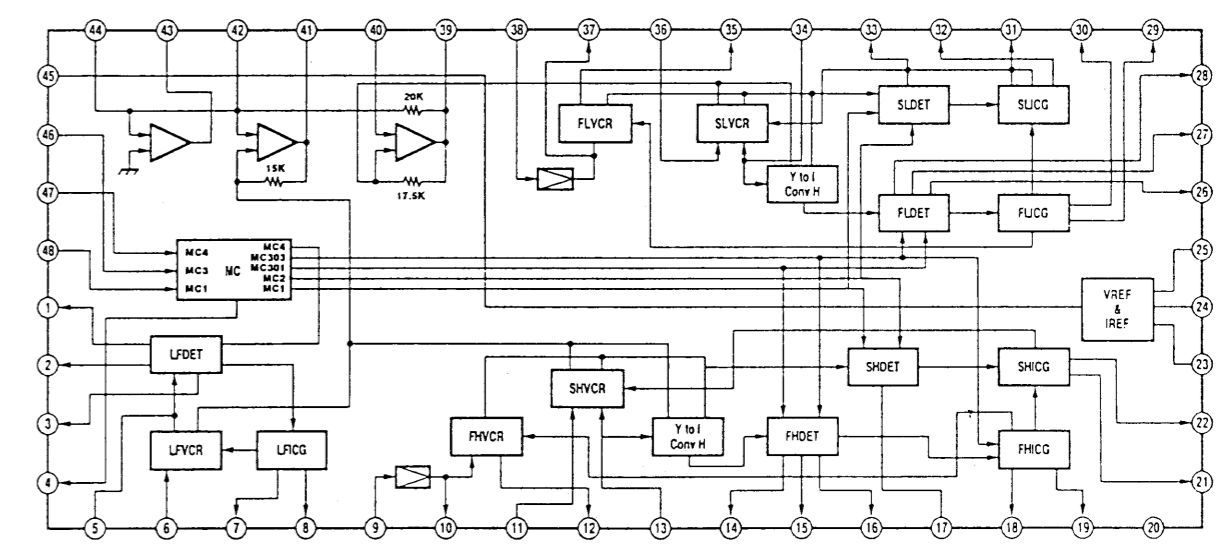 44 43 42 41 40 39 38 37 36 35 34 33 32 31 30 29
45
28
20K
SLDET
SLICG
FLVCR
SLVCR
46
27
15K
17.5K
Y to I
Conv H
47
26
FLDET
FLICG
48
MC4
MC3
MC1
MC
MC4
MC303
MC301
MC2
MC1
25
VREF
&
IREF
24
1
LFDET
2
SHDET
SHICG
23
SHVCR
3
22
LFVCR
LFICG
FHVCR
Y to I
Conv H
FHDET
FHICG
4
21
5 6 7 8 9 10 11 12 13 14 15 16 17 18 19 20